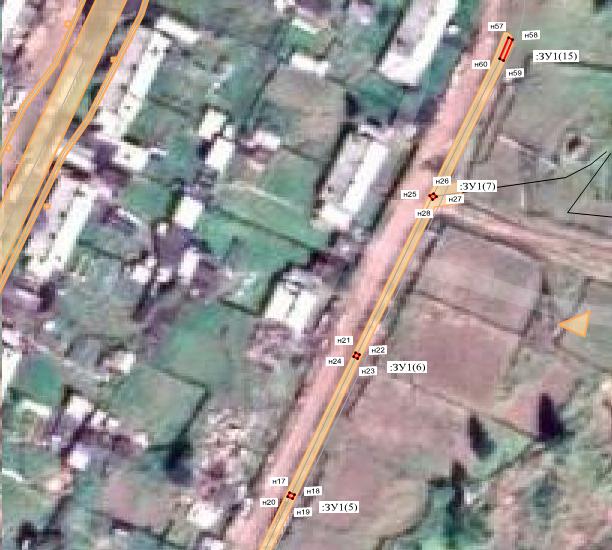 н57
н58
:ЗУ1(15)
н60
н59
н26
:ЗУ1(7)
н25
н27
н28
н21
н22
н24
:ЗУ1(6)
н23
н17
н18
н20
:ЗУ1(5)
н19